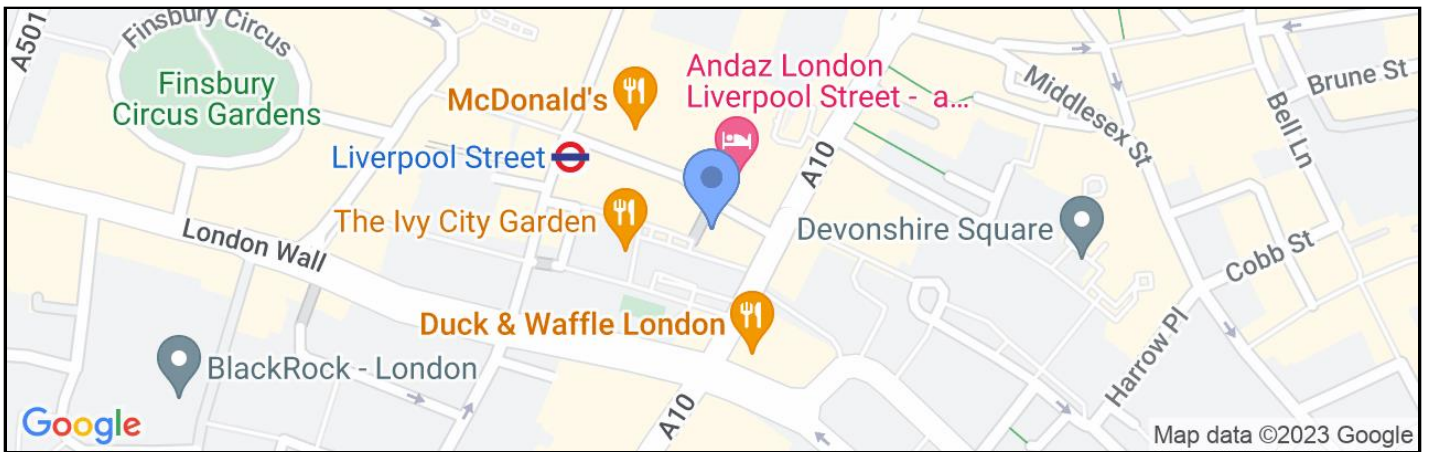 A501
Finsbury Circus
Finsbury
Circus Gardens
McDonald's
Andaz London
Liverpool Street - a...
Middlesex St
Brune St
Bell Ln
Liverpool Street
A10
The Ivy City Garden
Devonshire Square
London Wall
Cobb St
Duck & Waffle London
Harrow Pl
BlackRock - London
A10
Google
Map data ©2023 Google